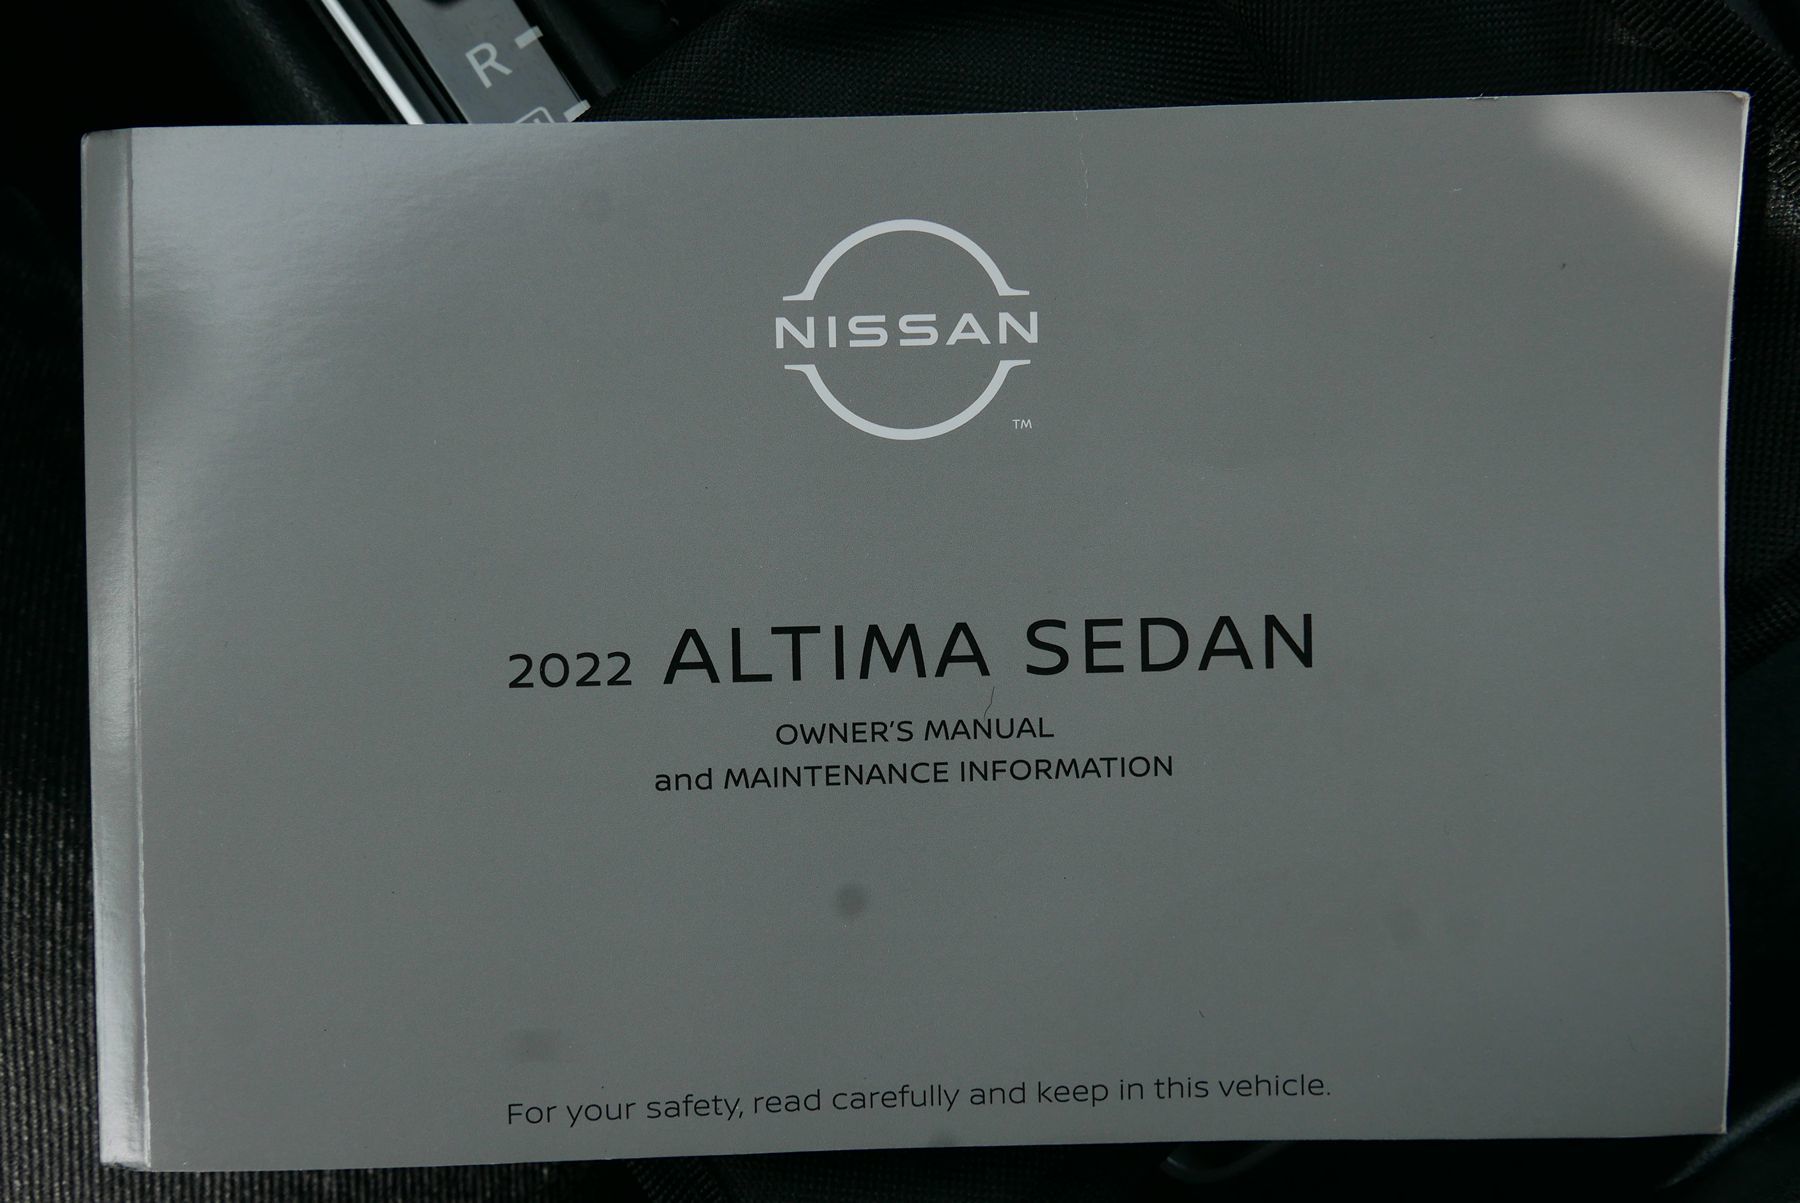 R
NISSAN
TM
2022 ALTIMA SEDAN
OWNER'S MANUAL
and MAINTENANCE INFORMATION
For your safety, read carefully and keep in this vehicle.